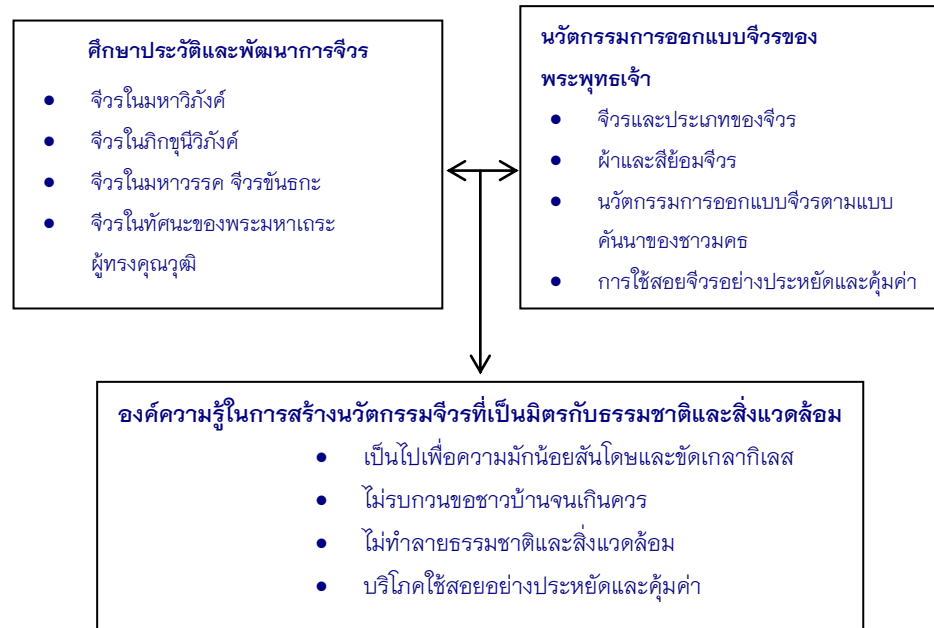 ศึกษาประวัติและพัฒนาการจีวร
● จีวรในมหาวิภังค์
● จีวรในภิกขุนีวิภังค์
● จีวรในมหาวรรค จีวรขันธกะ
● จีวรในทัศนะของพระมหาเถระ
ผู้ทรงคุณวุฒิ
นวัตกรรมการออกแบบจีวรของ
พระพุทธเจ้า
● จีวรและประเภทของจีวร
● ผ้าและสีย้อมจีวร
● นวัตกรรมการออกแบบจีวรตามแบบ
คันนาของชาวมคธ
● การใช้สอยจีวรอย่างประหยัดและคุ้มค่า
องค์ความรู้ในการสร้างนวัตกรรมจีวรที่เป็นมิตรกับธรรมชาติและสิ่งแวดล้อม
● เป็นไปเพื่อความมักน้อยสันโดษและขัดเกลากิเลส
● ไม่รบกวนขอชาวบ้านจนเกินควร
● ไม่ทำลายธรรมชาติและสิ่งแวดล้อม
● บริโภคใช้สอยอย่างประหยัดและคุ้มค่า